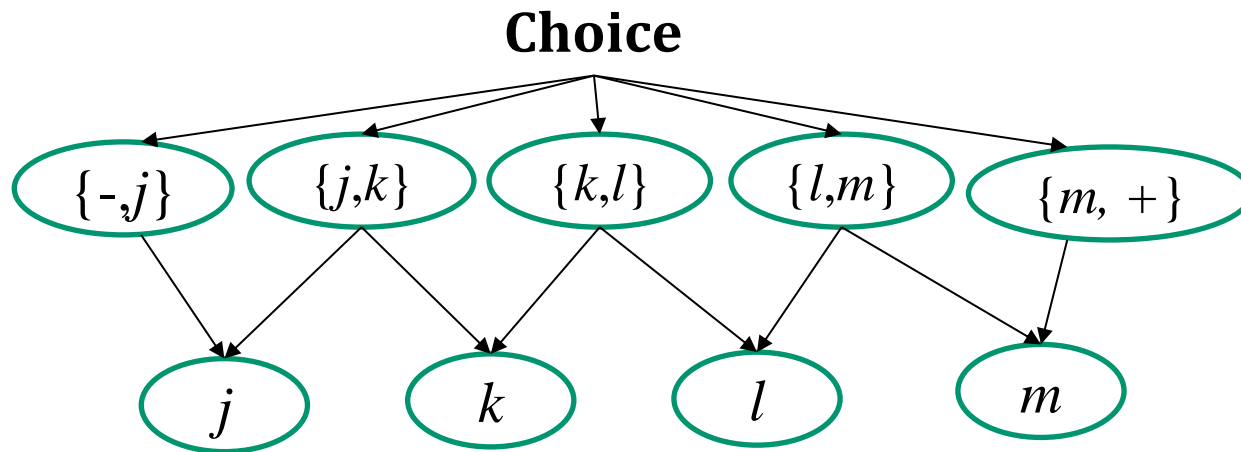 Choice
{-,j} {j,k} {k,l} {l,m} {m, +}
j k l m